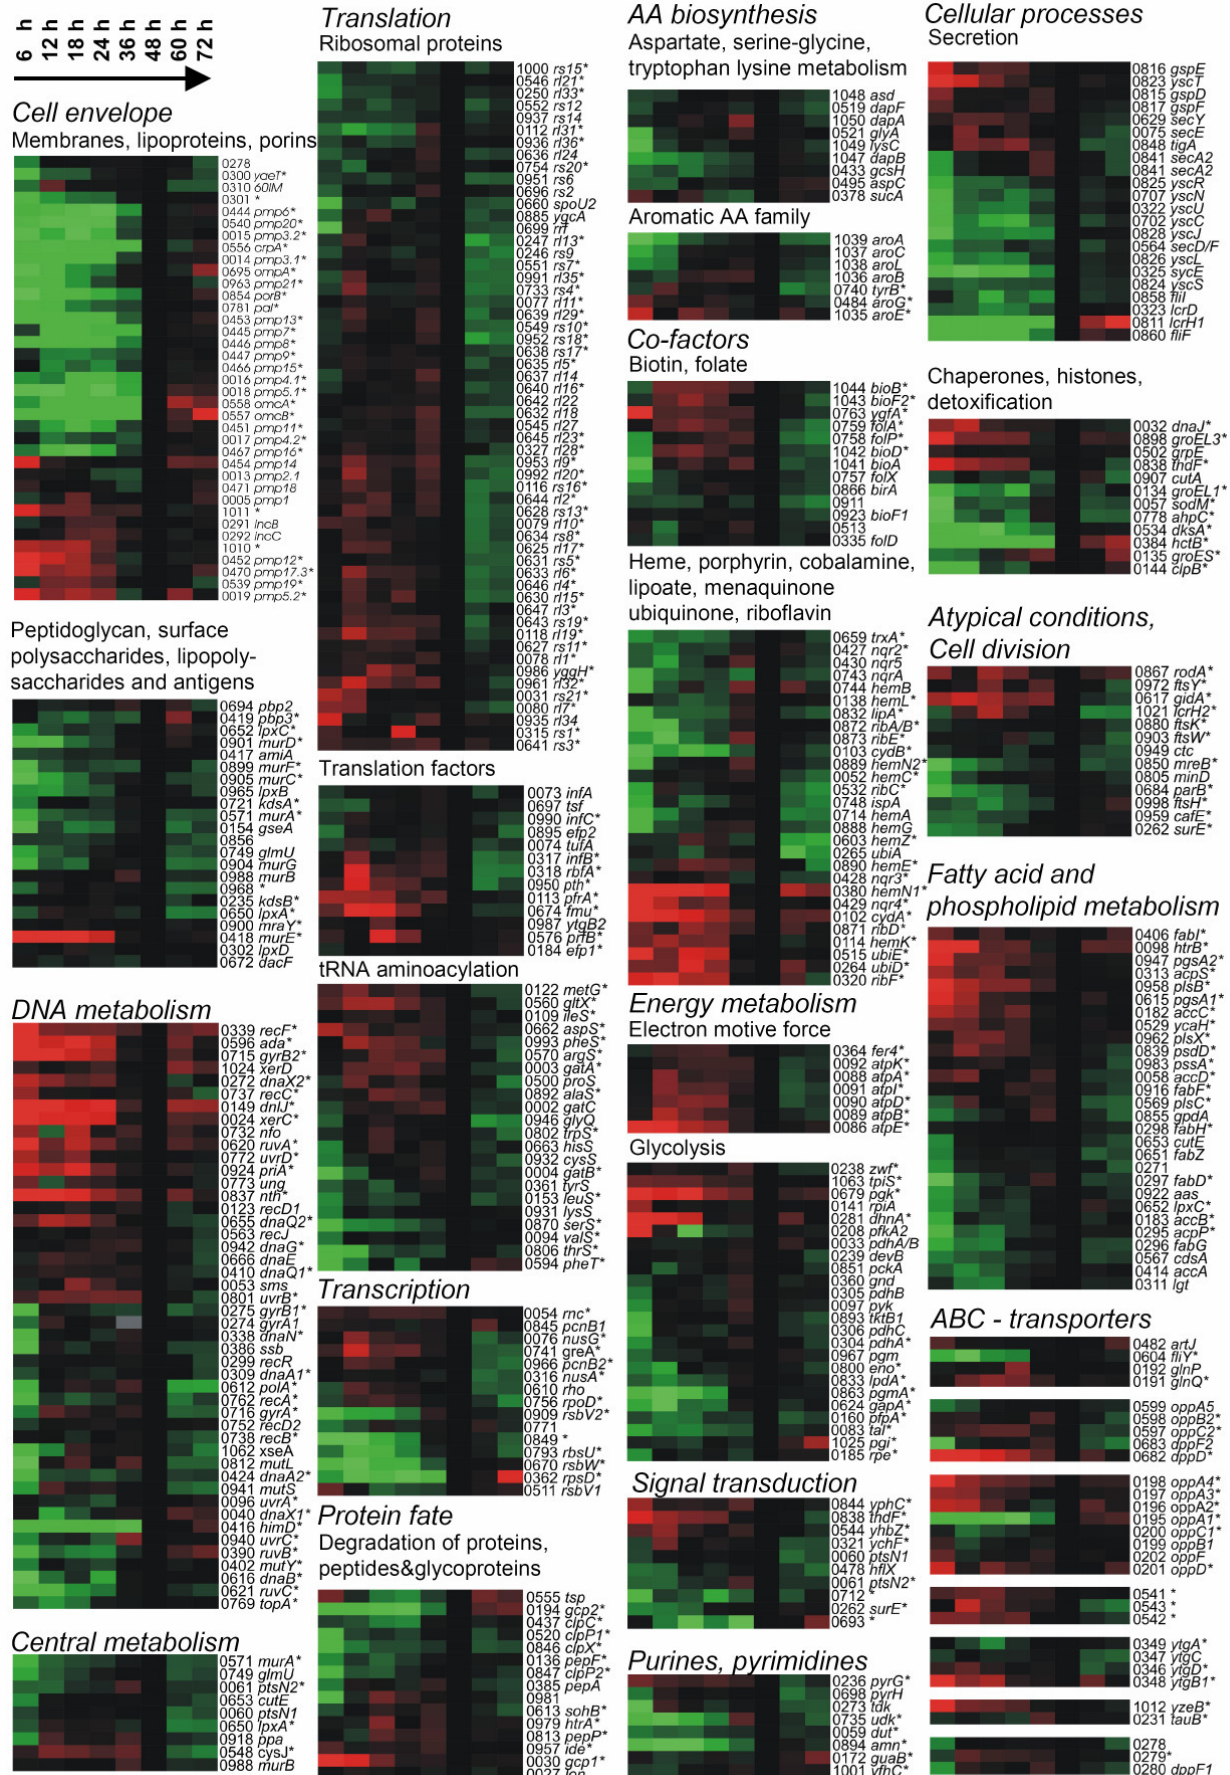 6 h
12 h
18 h
24 h
36 h
48 h
60 h
72 h
Cell envelope
Membranes, lipoproteins, porins
0278
0300 yaeT*
0310 60IM
0301 *
0444 pmp6*
0540 pmp20*
0015 pmp3.2*
0556 crpA*
0014 pmp3.1*
0695 ompA*
0963 pmp21*
0854 porB*
0781 pal*
0453 pmp13*
0445 pmp7*
0446 pmp8*
0447 pmp9*
0466 pmp15*
0016 pmp4.1*
0018 pmp5.1*
0558 omcA*
0557 omcB*
0451 pmp11*
0017 pmp4.2*
0467 pmp16*
0454 pmp14
0013 pmp2.1
0471 pmp18
0005 pmp1
1011 *
0291 incB
0292 incC
1010 *
0452 pmp12*
0470 pmp17.3*
0539 pmp19*
0019 pmp5.2*
Peptidoglycan, surface
polysaccharides, lipopoly-
saccharides and antigens
0694 pbp2
0419 pbp3*
0652 lpxC*
0901 murD*
0417 amiA
0899 murF*
0905 murC*
0965 lpxB
0721 kdsA*
0571 murA*
0154 gseA
0856
0749 glmU
0904 murG
0988 murB
0968 *
0235 kdsB*
0650 lpxA*
0900 mraY*
0418 murE*
0302 lpxD
0672 dacF
DNA metabolism
0339 recF*
0596 ada*
0715 gyrB2*
1024 xerD
0272 dnaX2*
0737 recC*
0149 dnlJ*
0024 xerC*
0732 nfo
0620 ruvA*
0772 uvrD*
0924 priA*
0773 ung
0837 nth*
0123 recD1
0655 dnaQ2*
0563 recJ
0942 dnaG*
0666 dnaE
0410 dnaQ1*
0053 sms
0801 uvrB*
0275 gyrB1*
0274 gyrA1
0338 dnaN*
0386 ssb
0299 recR
0309 dnaA1*
0612 polA*
0762 recA*
0716 gyrA*
0752 recD2
0738 recB*
1062 xseA
0812 mutL
0424 dnaA2*
0941 mutS
0096 uvrA*
0040 dnaX1*
0416 himD*
0940 uvrC*
0390 ruvB*
0402 mutY*
0616 dnaB*
0621 ruvC*
0769 topA*
Central metabolism
0571 murA*
0749 glmU
0061 ptsN2*
0653 cutE
0060 ptsN1
0650 lpxA*
0918 ppa
0548 cysJ*
0988 murB
Translation
Ribosomal proteins
1000 rs15*
0546 rl21*
0250 rl33*
0552 rs12
0937 rs14
0112 rl31*
0936 rl36*
0636 rl24
0754 rs20*
0951 rs6
0696 rs2
0660 spoU2
0885 ygcA
0699 rrf
0247 rl13*
0246 rs9
0551 rs7*
0991 rl35*
0733 rs4*
0077 rl11*
0639 rl29*
0549 rs10*
0952 rs18*
0638 rs17*
0635 rl5*
0637 rl14
0640 rl16*
0642 rl22
0632 rl18
0545 rl27
0645 rl23*
0327 rl28*
0953 rl9*
0992 rl20*
0116 rs16*
0644 rl2*
0628 rs13*
0079 rl10*
0634 rs8*
0625 rl17*
0631 rs5*
0633 rl6*
0646 rl4*
0630 rl15*
0647 rl3*
0643 rs19*
0118 rl19*
0627 rs11*
0078 rl1*
0986 yggH*
0961 rl32*
0031 rs21*
0080 rl7*
0935 rl34
0315 rs1*
0641 rs3*
Translation factors
0073 infA
0697 tsf
0990 infC*
0895 efp2
0074 tufA
0317 infB*
0318 rbfA*
0950 pth*
0113 pfrA*
0674 fmu*
0987 ytgB2
0576 prfB*
0184 efp1*
tRNA aminoacylation
0122 metG*
0560 gltX*
0109 ileS*
0662 aspS*
0993 pheS*
0570 argS*
0003 gatA*
0500 proS
0892 alaS*
0002 gatC
0946 glyQ
0802 trpS*
0663 hisS
0932 cysS
0004 gatB*
0361 tyrS
0153 leuS*
0931 lysS
0870 serS*
0094 valS*
0806 thrS*
0594 pheT*
Transcription
0054 rnc*
0845 pcnB1
0076 nusG*
0741 greA*
0966 pcnB2*
0316 nusA*
0610 rho
0756 rpoD*
0909 rsbV2*
0771
0849 *
0793 rbsU*
0670 rsbW*
0362 rpsD*
0511 rsbV1
Protein fate
Degradation of proteins,
peptides&glycoproteins
0555 tsp
0194 gcp2*
0437 clpC*
0520 clpP1*
0846 clpX*
0136 pepF*
0847 clpP2*
0385 pepA
0981
0613 sohB*
0979 htrA*
0813 pepP*
0957 ide*
0030 gcp1*
0027 lon
AA biosynthesis
Aspartate, serine-glycine,
tryptophan lysine metabolism
1048 asd
0519 dapF
1050 dapA
0521 glyA
1049 lysC
1047 dapB
0433 gcsH
0495 aspC
0378 sucA
Aromatic AA family
1039 aroA
1037 aroC
1038 aroL
1036 aroB
0740 tyrB*
0484 aroG*
1035 aroE*
Co-factors
Biotin, folate
1044 bioB*
1043 bioF2*
0763 ygfA*
0759 folA*
0758 folP*
1042 bioD*
1041 bioA
0757 folX
0866 birA
0911
0923 bioF1
0513
0335 folD
Heme, porphyrin, cobalamine,
lipoate, menaquinone
ubiquinone, riboflavin
0659 trxA*
0427 nqr2*
0430 nqr5
0743 nqrA
0744 hemB
0138 hemL*
0832 lipA*
0872 ribA/B*
0873 ribE*
0103 cydB*
0889 hemN2*
0052 hemC*
0532 ribC*
0748 ispA
0714 hemA
0888 hemG
0603 hemZ*
0265 ubiA
0890 hemE*
0428 nqr3*
0380 hemN1*
0429 nqr4*
0102 cydA*
0871 ribD*
0114 hemK*
0515 ubiE*
0264 ubiD*
0320 ribF*
Energy metabolism
Electron motive force
0364 fer4*
0092 atpK*
0088 atpA*
0091 atpI*
0090 atpD*
0089 atpB*
0086 atpE*
Glycolysis
0238 zwf*
1063 tpiS*
0679 pgk*
0141 rpiA
0281 dhnA*
0208 pfkA2
0033 pdhA/B
0239 devB
0851 pckA
0360 gnd
0305 pdhB
0097 pyk
0893 tktB1
0306 pdhC
0304 pdhA*
0967 pgm
0800 eno*
0833 lpdA*
0863 pgmA*
0624 gapA*
0160 pfpA*
0083 tal*
1025 pgi*
0185 rpe*
Signal transduction
0844 yphC*
0838 thdF*
0544 yhbZ*
0321 ychF*
0060 ptsN1
0478 hflX
0061 ptsN2*
0712 *
0262 surE*
0693 *
Purines, pyrimidines
0236 pyrG*
0698 pyrH
0273 tdk
0735 udk*
0059 dut*
0894 amn*
0172 guaB*
1001 yfhC*
Cellular processes
Secretion
0816 gspE
0823 yscT
0815 gspD
0817 gspF
0629 secY
0075 secE
0848 tigA
0841 secA2
0841 secA2
0825 yscR
0707 yscN
0322 yscU
0702 yscC
0828 yscJ
0564 secD/F
0826 yscL
0325 sycE
0824 yscS
0858 fliI
0323 lcrD
0811 lcrH1
0860 fliF
Chaperones, histones,
detoxification
0032 dnaJ*
0898 groEL3*
0502 grpE
0838 thdF*
0907 cutA
0134 groEL1*
0057 sodM*
0778 ahpC*
0534 dksA*
0384 hctB*
0135 groES*
0144 clpB*
Atypical conditions,
Cell division
0867 rodA*
0972 ftsY*
0617 gidA*
1021 lcrH2*
0880 ftsK*
0903 ftsW*
0949 ctc
0850 mreB*
0805 minD
0684 parB*
0998 ftsH*
0959 cafE*
0262 surE*
Fatty acid and
phospholipid metabolism
0406 fabI*
0098 htrB*
0947 pgsA2*
0313 acpS*
0958 plsB*
0615 pgsA1*
0182 accC*
0529 ycaH*
0962 plsX*
0839 psdD*
0983 pssA*
0058 accD*
0916 fabF*
0569 plsC*
0855 gpdA
0298 fabH*
0653 cutE
0651 fabZ
0271
0297 fabD*
0922 aas
0652 lpxC*
0183 accB*
0295 acpP*
0296 fabG
0567 cdsA
0414 accA
0311 lgt
ABC - transporters
0482 artJ
0604 fliY*
0192 glnP
0191 glnQ*
0599 oppA5
0598 oppB2*
0597 oppC2*
0683 dppF2
0682 dppD*
0198 oppA4*
0197 oppA3*
0196 oppA2*
0195 oppA1*
0200 oppC1*
0199 oppB1
0202 oppF
0201 oppD*
0541 *
0543 *
0542 *
0349 ytgA*
0347 ytgC
0346 ytgD*
0348 ytgB1*
1012 yzeB*
0231 tauB*
0278
0279*
0280 dppF1